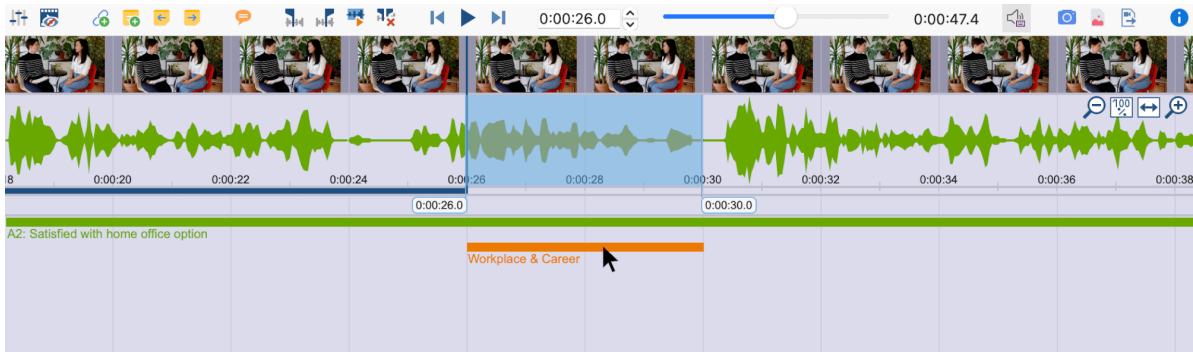 0:00:26.0 0:00:47.4
100 %
8 0:00:20 0:00:22 0:00:24 0:00:26 0:00:28 0:00:30 0:00:32 0:00:34 0:00:36 0:00:38
0:00:26.0 0:00:30.0
A2: Satisfied with home office option
Workplace & Career